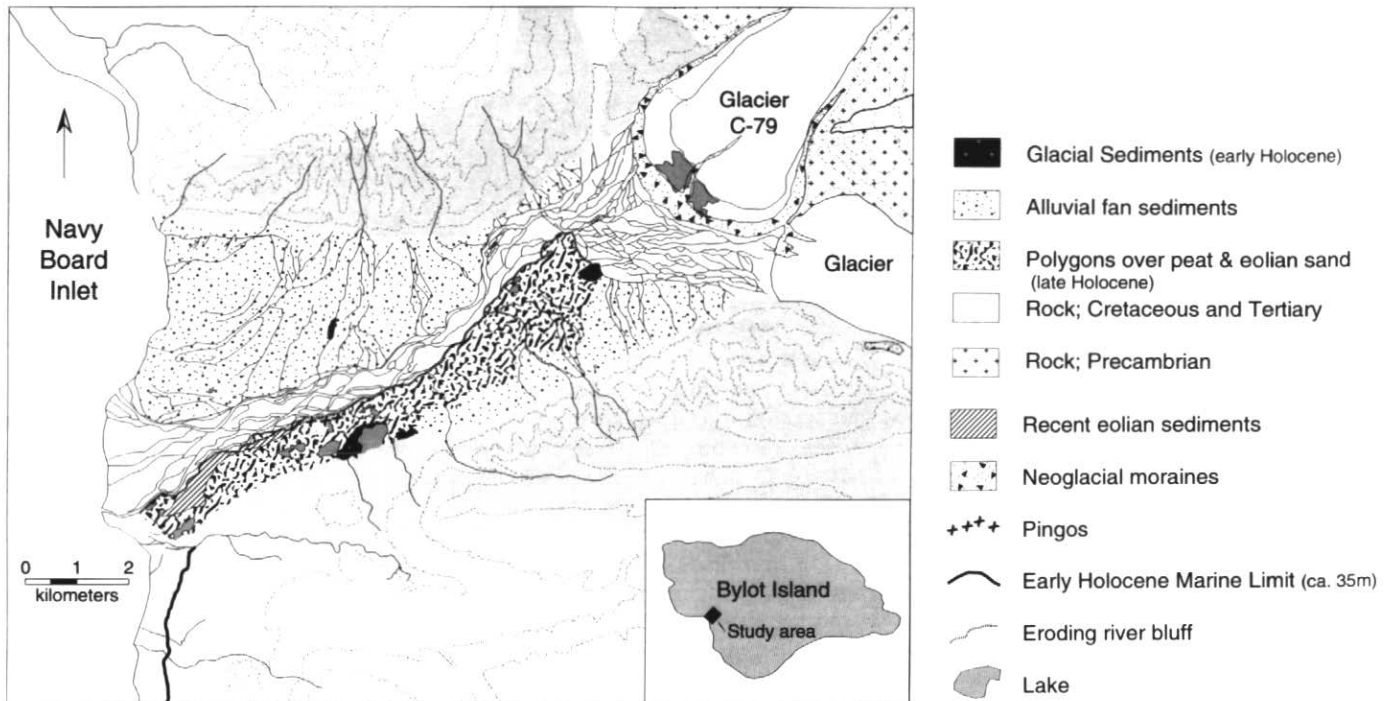 Glacier
C-79
Navy
Board
Inlet
Glacier
0 1 2
kilometers
Bylot Island
Study area
Glacial Sediments (early Holocene)
Alluvial fan sediments
Polygons over peat & eolian sand
(late Holocene)
Rock; Cretaceous and Tertiary
Rock; Precambrian
Recent eolian sediments
Neoglacial moraines
Pingos
Early Holocene Marine Limit (ca. 35m)
Eroding river bluff
Lake